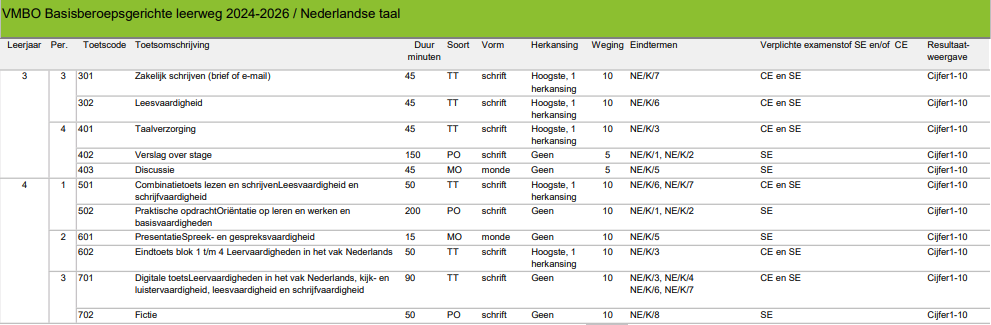 VMBO Basisberoepsgerichte leerweg 2024-2026 / Nederlandse taal
Leerjaar Per. Toetscode Toetsomschrijving Duur minuten Soort Vorm Herkansing Weging Eindtermen Verplichte examenstof SE en/of CE Resultaat-weergave
3 3 301 Zakelijk schrijven (brief of e-mail) 45 TT schrift Hoogste, 1 herkansing 10 NE/K/7 CE en SE Cijfer1-10
302 Leesvaardigheid 45 TT schrift Hoogste, 1 herkansing 10 NE/K/6 CE en SE Cijfer1-10
4 401 Taalverzorging 45 TT schrift Hoogste, 1 herkansing 10 NE/K/3 CE en SE Cijfer1-10
402 Verslag over stage 150 PO schrift Geen 5 NE/K/1, NE/K/2 SE Cijfer1-10
403 Discussie 45 MO monde Geen 5 NE/K/5 SE Cijfer1-10
4 1 501 Combinatietoets lezen en schrijvenLeesvaardigheid en schrijfvaardigheid 50 TT schrift Hoogste, 1 herkansing 10 NE/K/6, NE/K/7 CE en SE Cijfer1-10
502 Praktische opdrachtOriëntatie op leren en werken en basisvaardigheden 200 PO schrift Geen 10 NE/K/1, NE/K/2 SE Cijfer1-10
2 601 PresentatieSpreek- en gespreksvaardigheid 15 MO monde Geen 10 NE/K/5 SE Cijfer1-10
602 Eindtoets blok 1 t/m 4 Leervaardigheden in het vak Nederlands 50 TT schrift Hoogste, 1 herkansing 10 NE/K/3 CE en SE Cijfer1-10
3 701 Digitale toetsLeervaardigheden in het vak Nederlands, kijk- en luistervaardigheid, leesvaardigheid en schrijfvaardigheid 90 TT schrift Geen 10 NE/K/3, NE/K/4 NE/K/6, NE/K/7 CE en SE Cijfer1-10
702 Fictie 50 PO schrift Geen 10 NE/K/8 SE Cijfer1-10